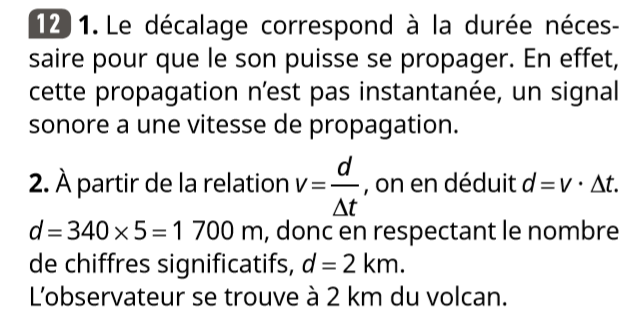 12 1. Le décalage correspond à la durée néces-
saire pour que le son puisse se propager. En effet,
cette propagation n’est pas instantanée, un signal
sonore a une vitesse de propagation.
2. À partir de la relation v = d/Δt, on en déduit d = v · Δt.
d = 340 × 5 = 1 700 m, donc en respectant le nombre
de chiffres significatifs, d = 2 km.
L’observateur se trouve à 2 km du volcan.